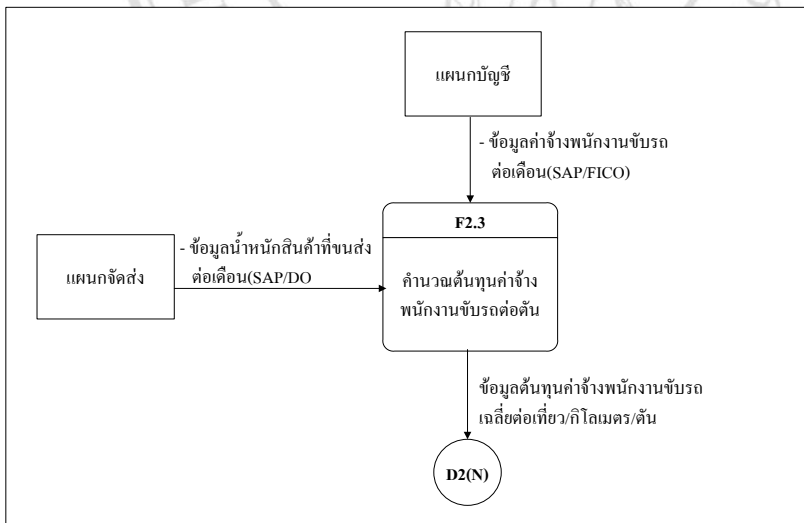 แผนกบัญชี
- ข้อมูลค่าจ้างพนักงานขับรถ
ต่อเดือน(SAP/FICO)
F2.3
- ข้อมูลน้ำหนักสินค้าที่ขนส่ง
ต่อเดือน(SAP/DO
แผนกจัดส่ง
คำนวณต้นทุนค่าจ้าง
พนักงานขับรถต่อตัน
ข้อมูลต้นทุนค่าจ้างพนักงานขับรถ
เฉลี่ยต่อเที่ยว/กิโลเมตร/ตัน
D2(N)